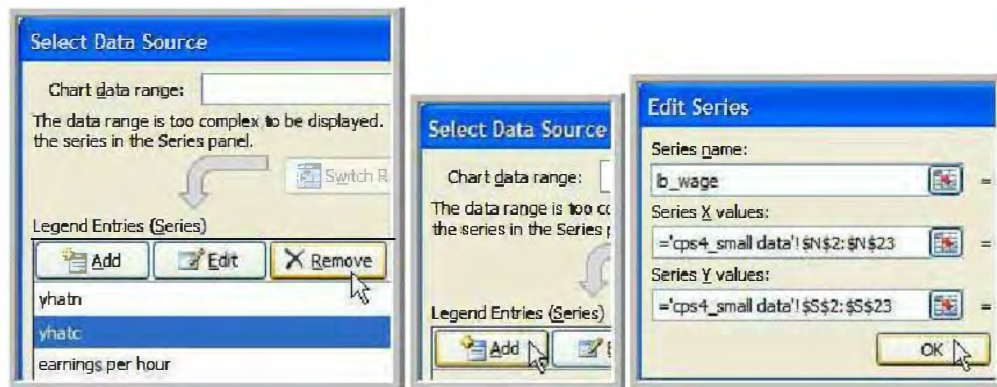 Select Data Source
Chart data range:
The data range is too complex to be displayed.
the series in the Series panel.
Switch R
Legend Entries (Series)
Add
Edit
Remove
yhatn
yhatc
earnings per hour
Select Data Source
Chart data range:
The data range is too co
the series in the Series p
Legend Entries (Series)
Add
E
Edit Series
Series name:
lb_wage
=
Series X values:
='cps4_small data'!$N$2:$N$23
=
Series Y values:
='cps4_small data'!$S$2:$S$23
=
OK